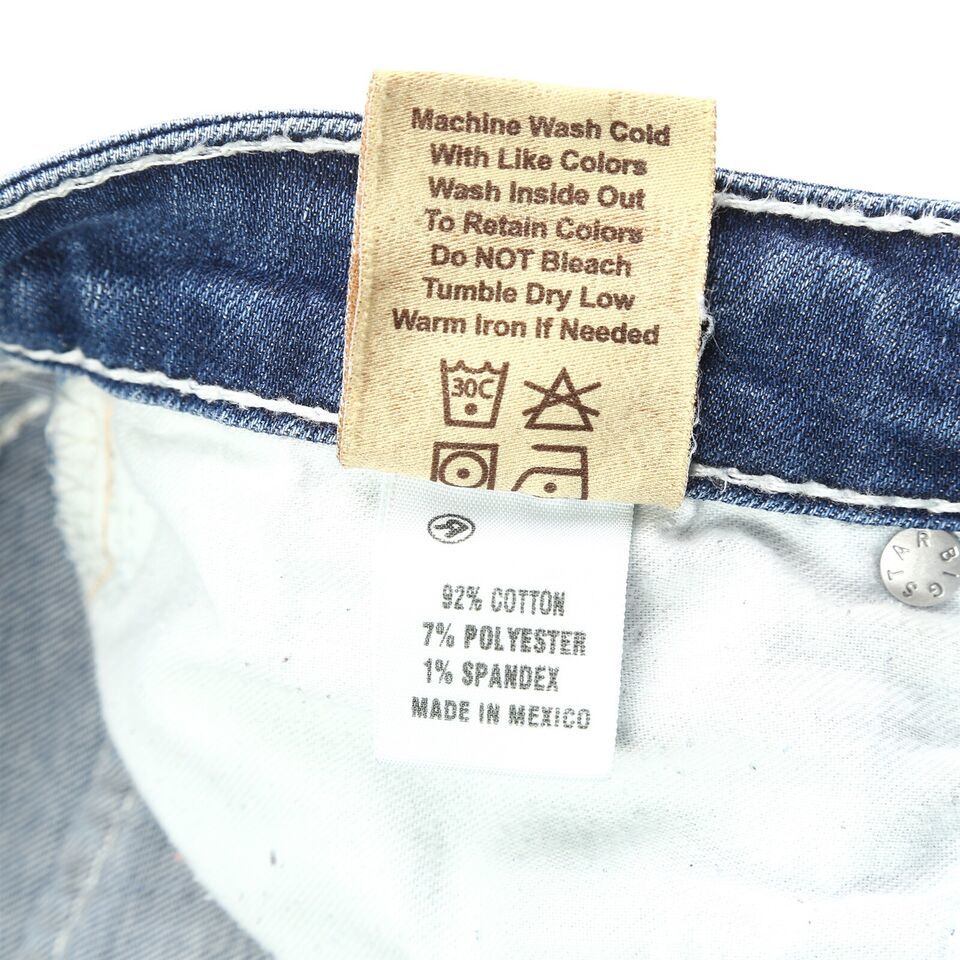 Machine Wash Cold
With Like Colors
Wash Inside Out
To Retain Colors
Do NOT Bleach
Tumble Dry Low
Warm Iron If Needed
30C
92% COTTON
7% POLYESTER
1% SPANDEX
MADE IN MEXICO
BIG STAR